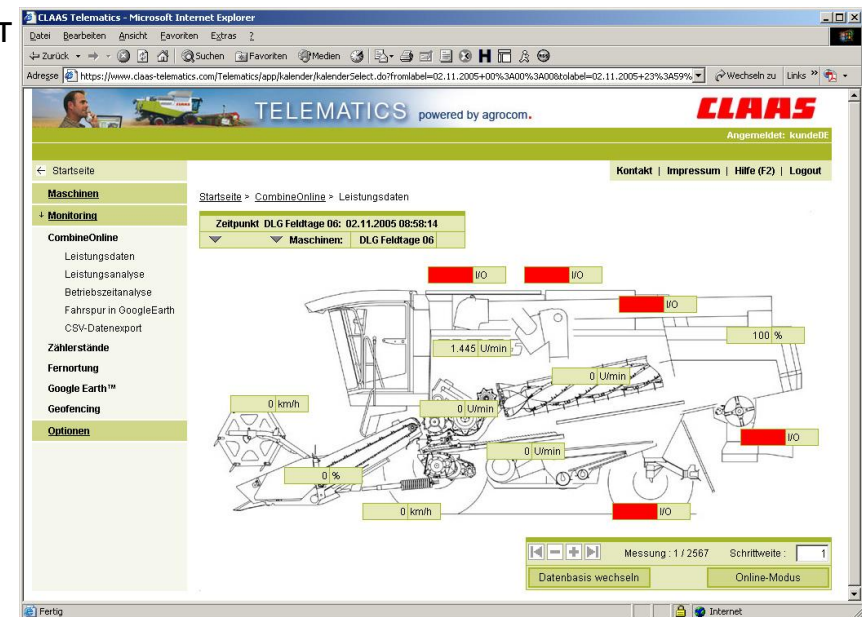 T
CLAAS Telematics - Microsoft Internet Explorer
Datei Bearbeiten Ansicht Favoriten Extras ?
Zurück Suchen Favoriten Medien
Adresse https://www.claas-telematics.com/Telematics/app/kalender/kalenderSelect.do?fromlabel=02.11.2005+00%3A00%3A00&tolabel=02.11.2005+23%3A59% Wechseln zu Links »
TELEMATICS powered by agrocom. CLAAS
Angemeldet: kundeDE
Startseite Kontakt | Impressum | Hilfe (F2) | Logout
Maschinen
Startseite > CombineOnline > Leistungsdaten
Monitoring
Zeitpunkt DLG Feldtage 06: 02.11.2005 08:58:14
CombineOnline
Maschinen: DLG Feldtage 06
Leistungsdaten
Leistungsanalyse
Betriebszeitanalyse
Fahrspur in GoogleEarth
CSV-Datenexport
Zählerstände
Fernortung
Google Earth™
Geofencing
Optionen
I/O I/O
I/O
100 %
1.445 U/min
0 U/min
0 km/h 0 U/min
I/O
0 U/min
0 %
0 km/h I/O
Messung : 1 / 2567 Schrittweite : 1
Datenbasis wechseln Online-Modus
Fertig Internet